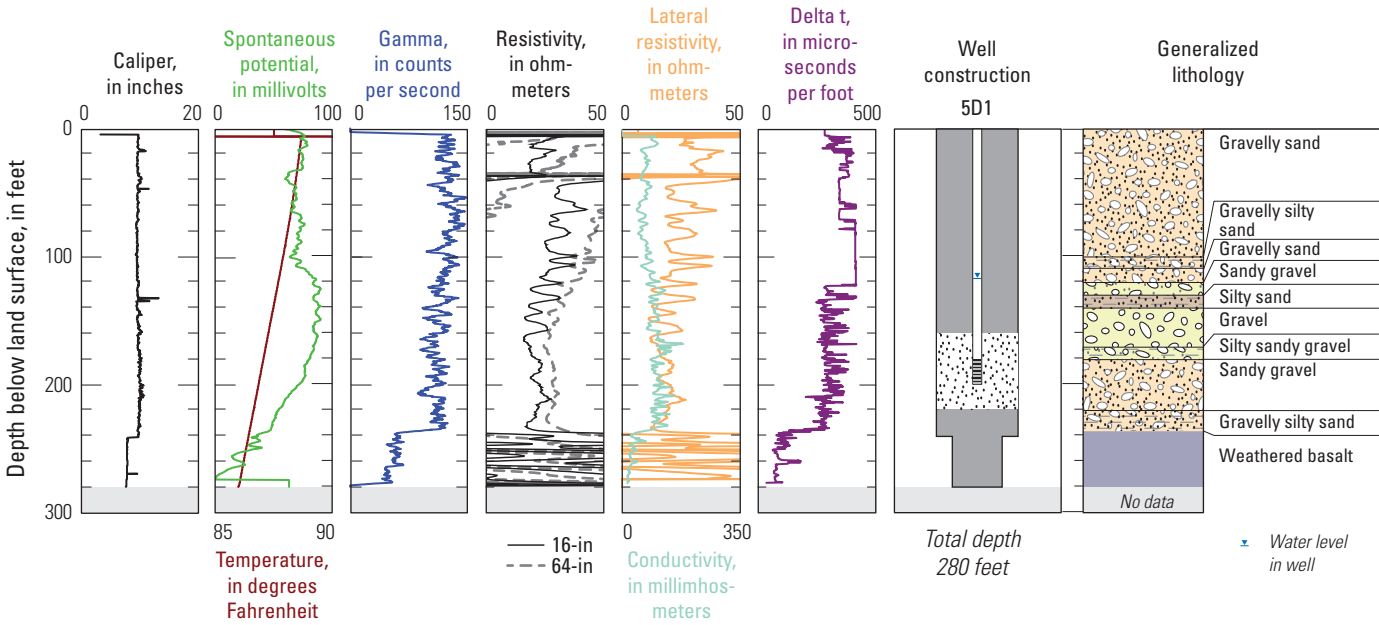 Caliper,
in inches
0 20
Spontaneous
potential,
in millivolts
0 100
Gamma,
in counts
per second
0 150
Resistivity,
in ohm-
meters
0 50
Lateral
resistivity,
in ohm-
meters
0 50
Delta t,
in micro-
seconds
per foot
0 500
Well
construction
5D1
Generalized
lithology
Depth below land surface, in feet
0
100
200
300
Gravelly sand
Gravelly silty
sand
Gravelly sand
Sandy gravel
Silty sand
Gravel
Silty sandy gravel
Sandy gravel
Gravelly silty sand
Weathered basalt
No data
85 90
Temperature,
in degrees
Fahrenheit
16-in
64-in
0 350
Conductivity,
in millimhos-
meters
Total depth
280 feet
Water level
in well